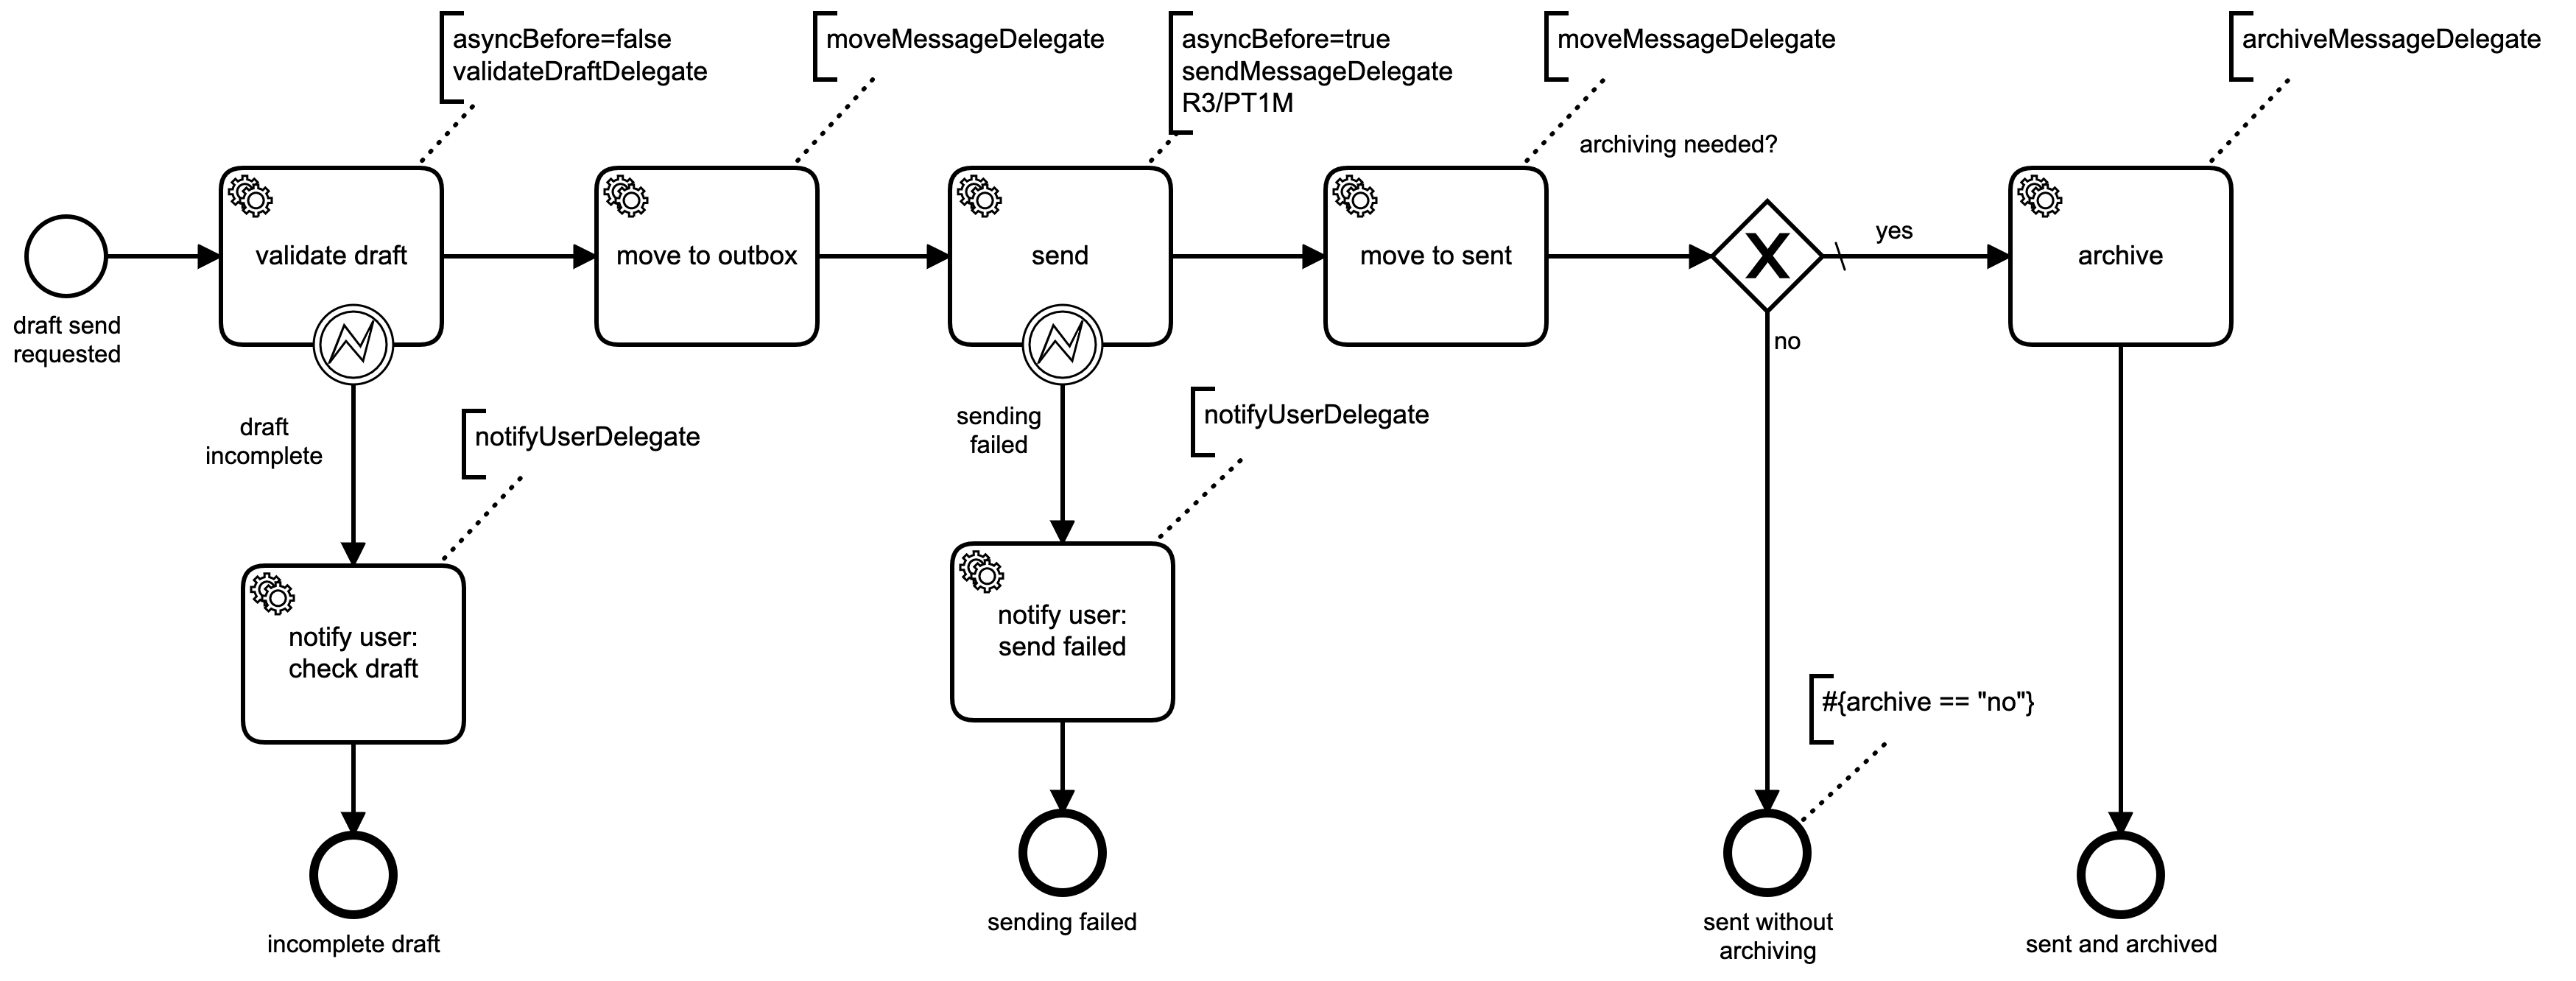 asyncBefore=false
validateDraftDelegate
moveMessageDelegate
asyncBefore=true
sendMessageDelegate
R3/PT1M
moveMessageDelegate
archiveMessageDelegate
archiving needed?
draft send
requested
validate draft
move to outbox
send
move to sent
X
yes
no
archive
draft
incomplete
notifyUserDelegate
sending
failed
notifyUserDelegate
notify user:
check draft
notify user:
send failed
#{archive == "no"}
incomplete draft
sending failed
sent without
archiving
sent and archived